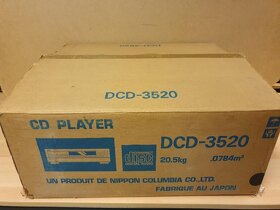 DCD-3520
CD PLAYER
DCD-3520
disc
20.5kg
.0784m³
UN PRODUIT DE NIPPON COLUMBIA CO.,LTD.
FABRIQUE AU JAPON